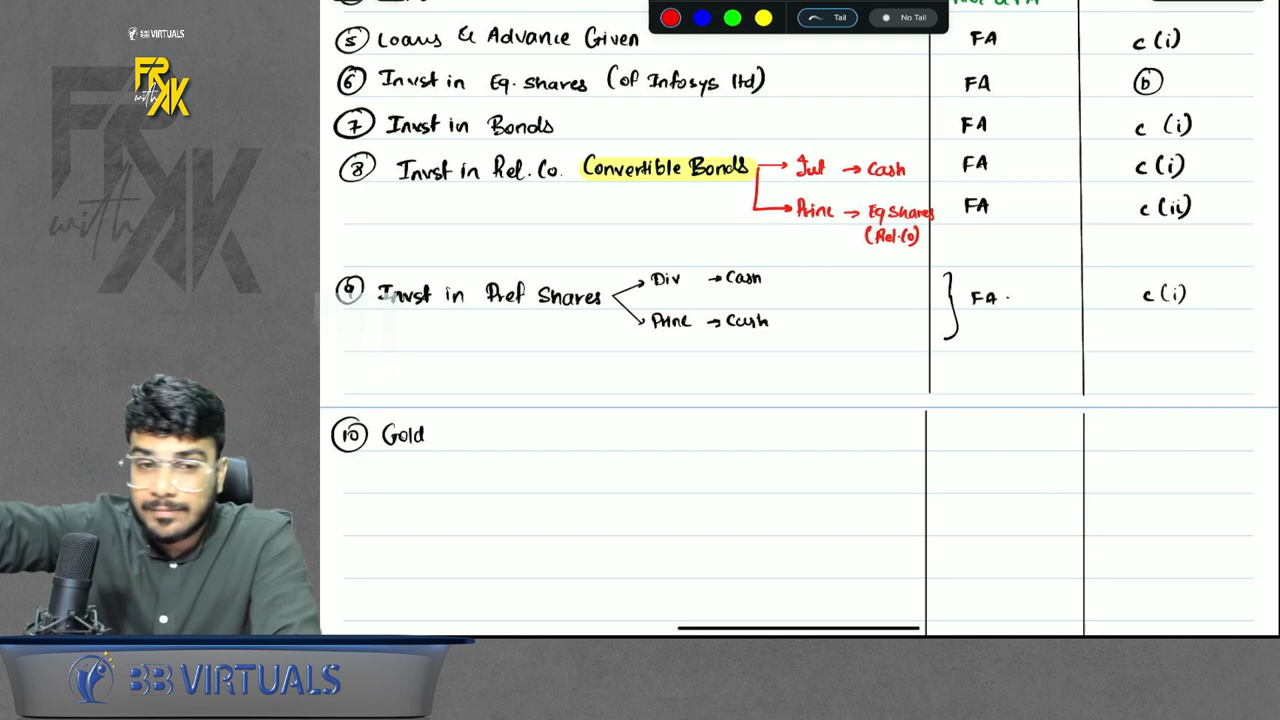 BB VIRTUALS
FR
with
AK
Tail
No Tail
5 Loans & Advance Given FA c(i)
6 Invst in Eq. Shares (of Infosys ltd) FA b
7 Invst in Bonds FA c (i)
8 Invst in Rel. Co. Convertible Bonds → Int → Cash FA c(i)
→ Princ → Eq Shares FA c(ii)
(Rel.Co)
9 Invst in Pref Shares
Div → Cash
Princ → Cash
} FA. c(i)
10 Gold
BB VIRTUALS